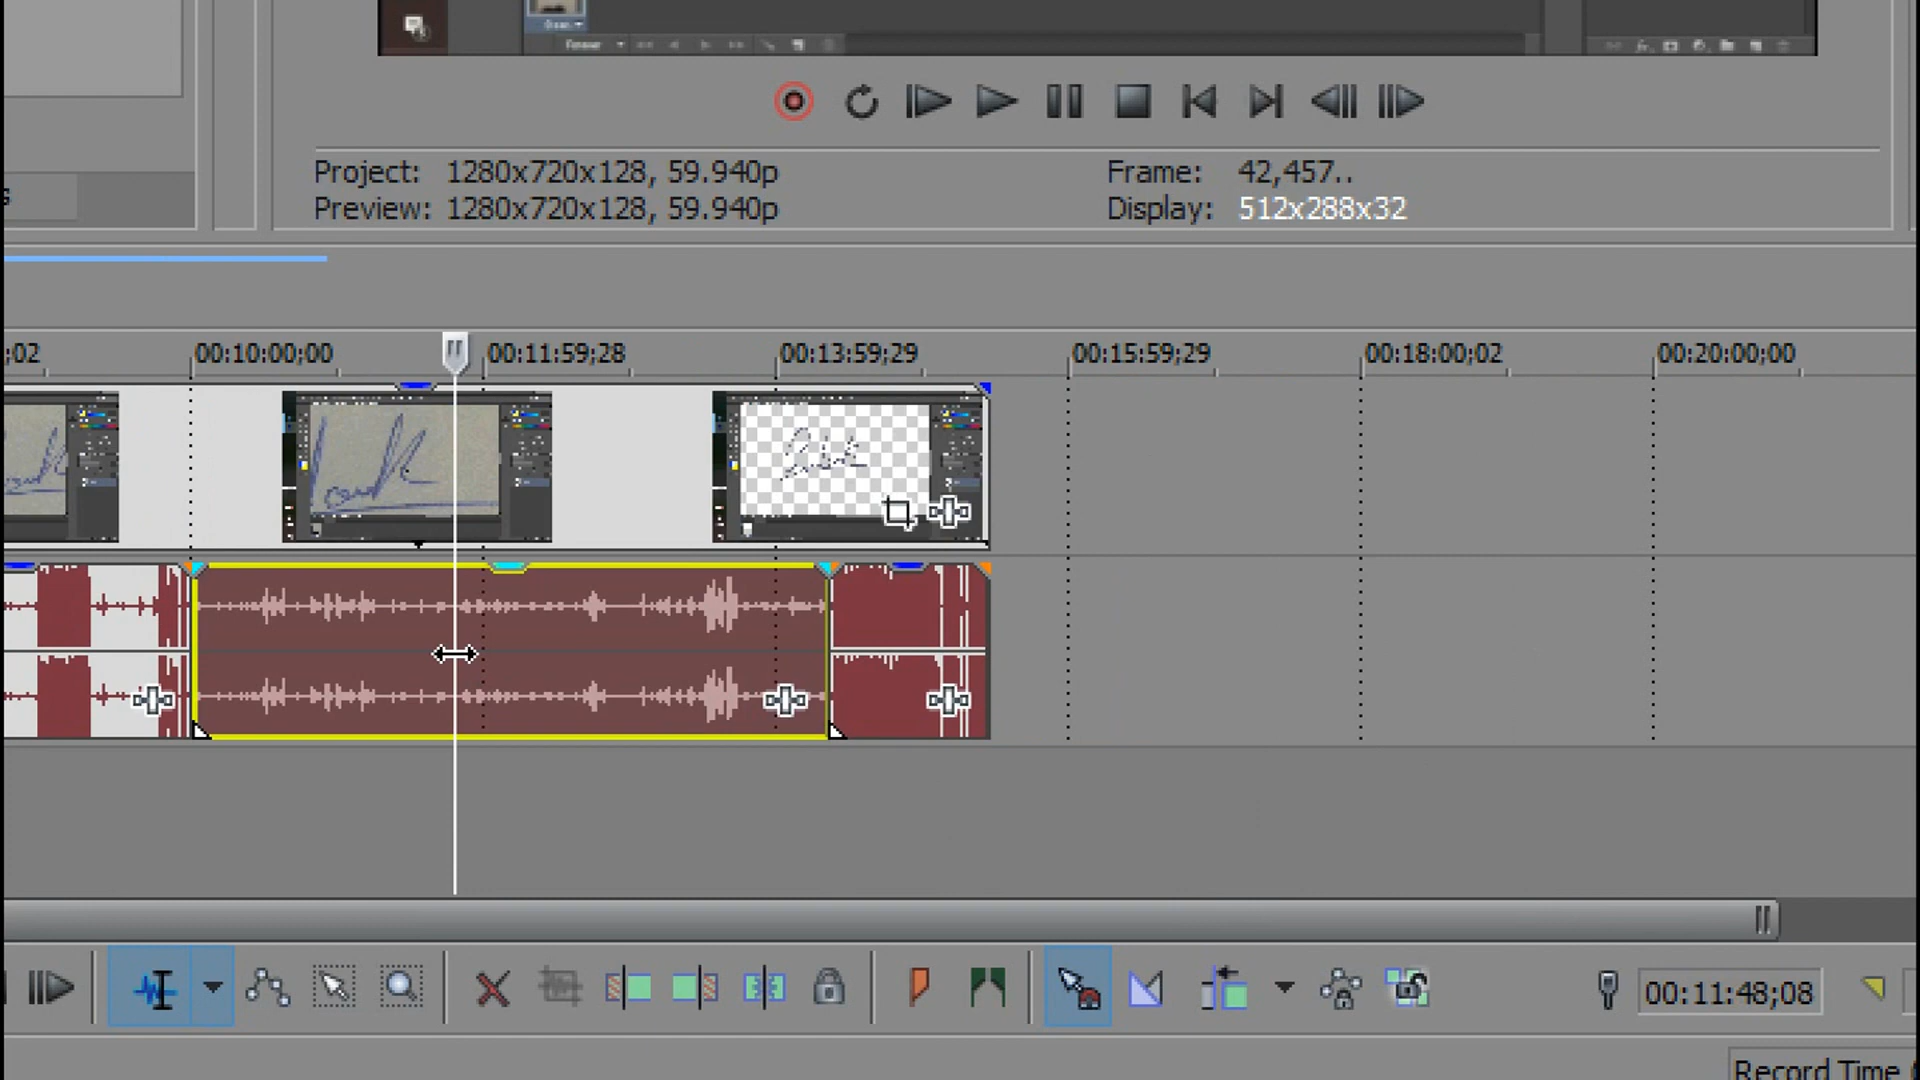 Project: 1280x720x128, 59.940p
Frame: 42,457..
Preview: 1280x720x128, 59.940p
Display: 512x288x32
;02 00:10:00;00 00:11:59;28 00:13:59;29 00:15:59;29 00:18:00;02 00:20:00;00
00:11:48;08
Record Time